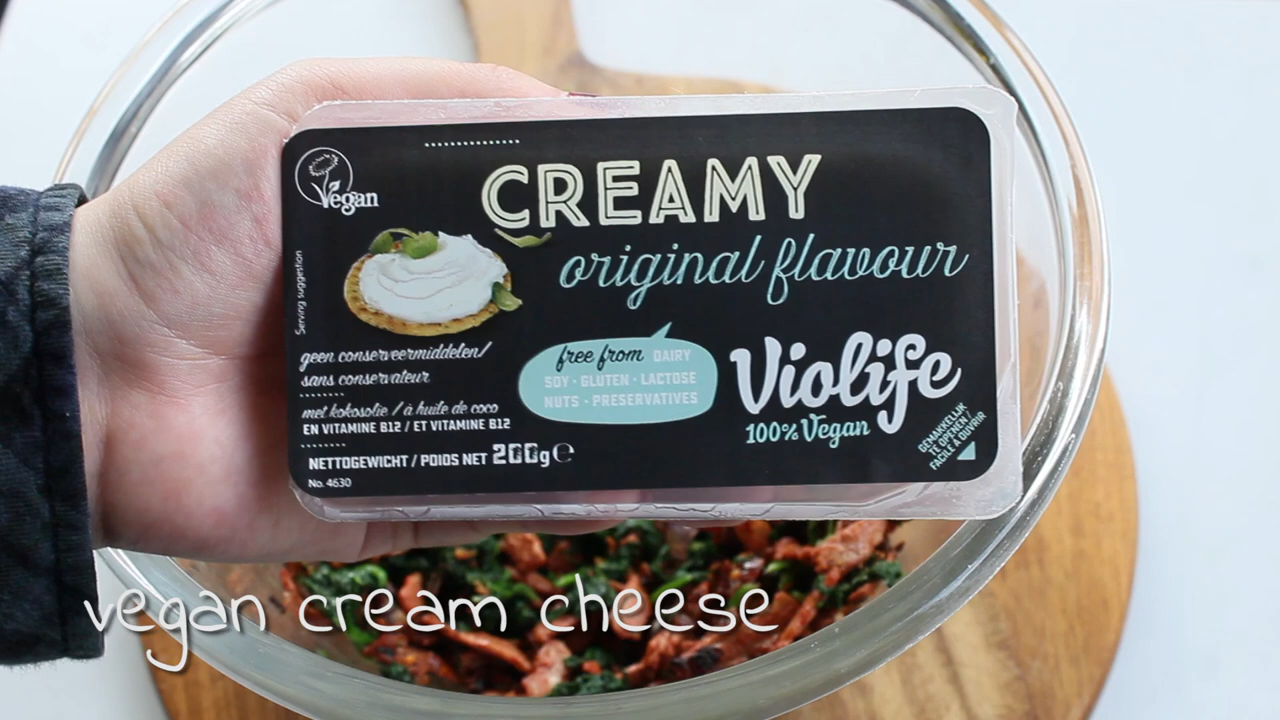 Vegan
CREAMY
original flavour
Serving suggestion
geen conserveermiddelen/
sans conservateur
met kokosolie / à huile de coco
EN VITAMINE B12 / ET VITAMINE B12
NETTOGEWICHT / POIDS NET 200g ℮
No. 4630
free from DAIRY
SOY · GLUTEN · LACTOSE
NUTS · PRESERVATIVES
Violife
100% Vegan
GEMAKKELIJK
TE OPENEN /
FACILE À OUVRIR
vegan cream cheese